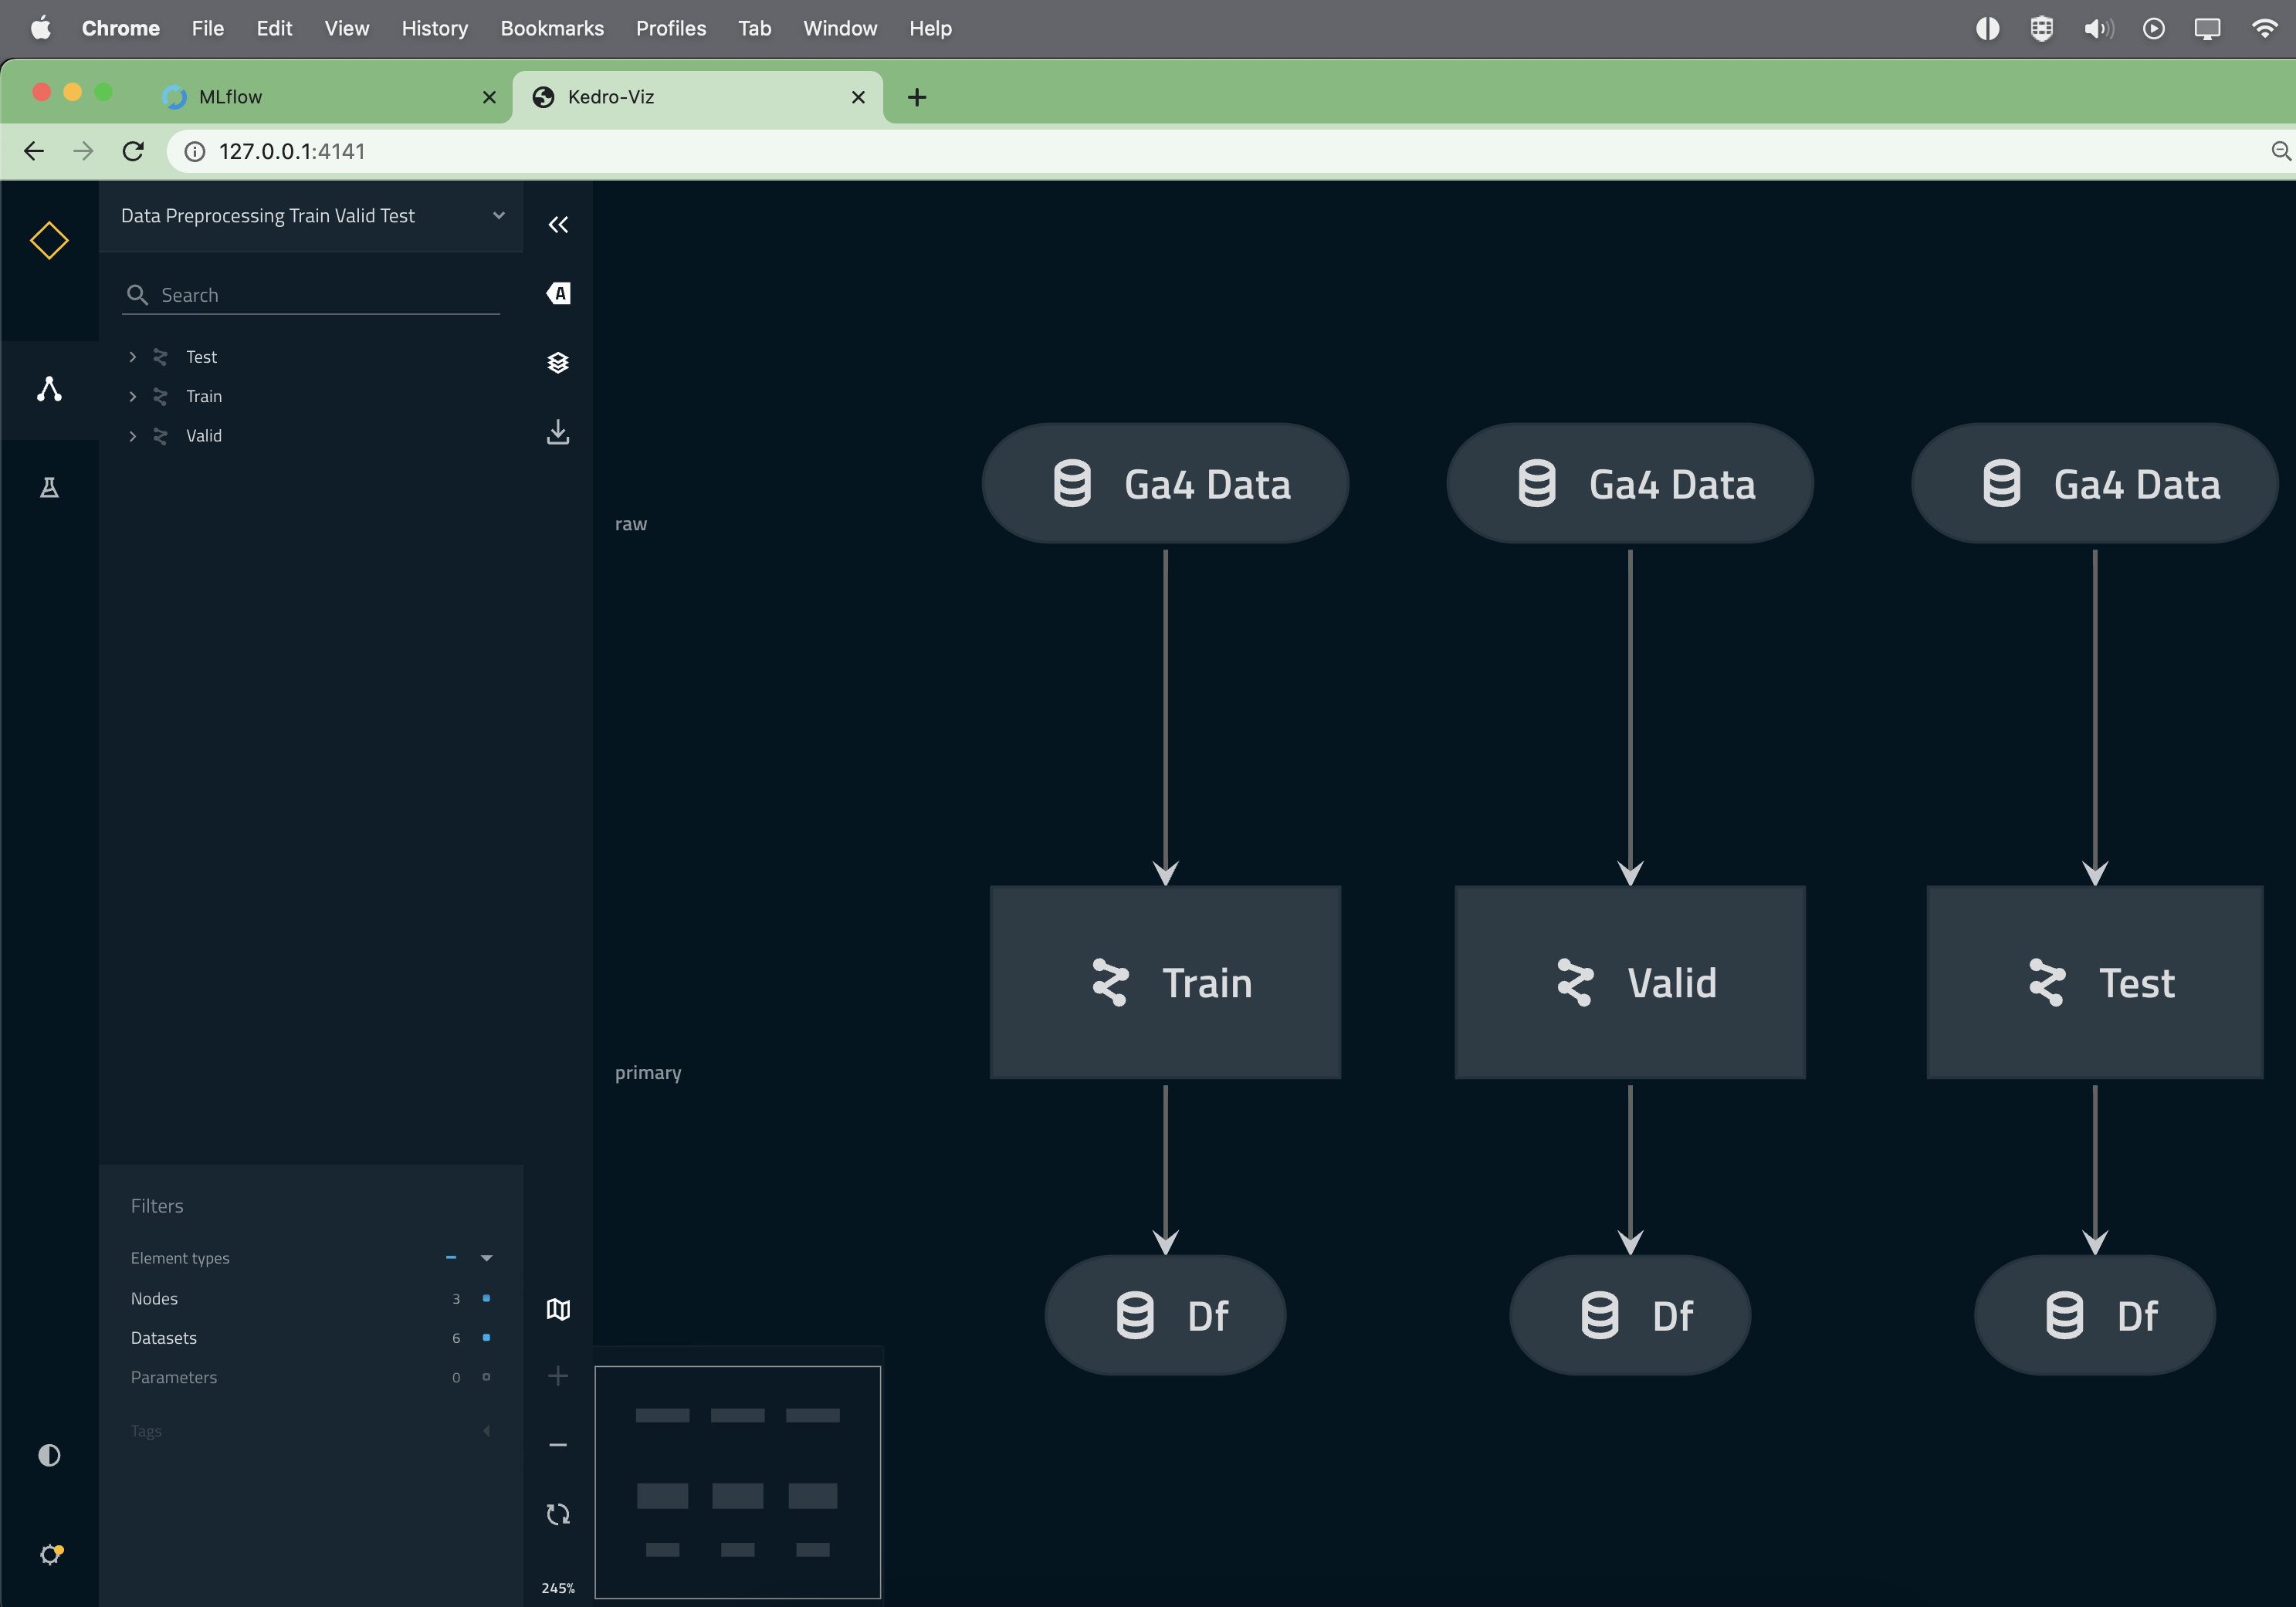 Chrome File Edit View History Bookmarks Profiles Tab Window Help
MLflow
Kedro-Viz
127.0.0.1:4141
Data Preprocessing Train Valid Test
Search
Test
Train
Valid
A
raw
primary
Ga4 Data
Ga4 Data
Ga4 Data
Train
Valid
Test
Df
Df
Df
Filters
Element types
Nodes 3
Datasets 6
Parameters 0
Tags
245%